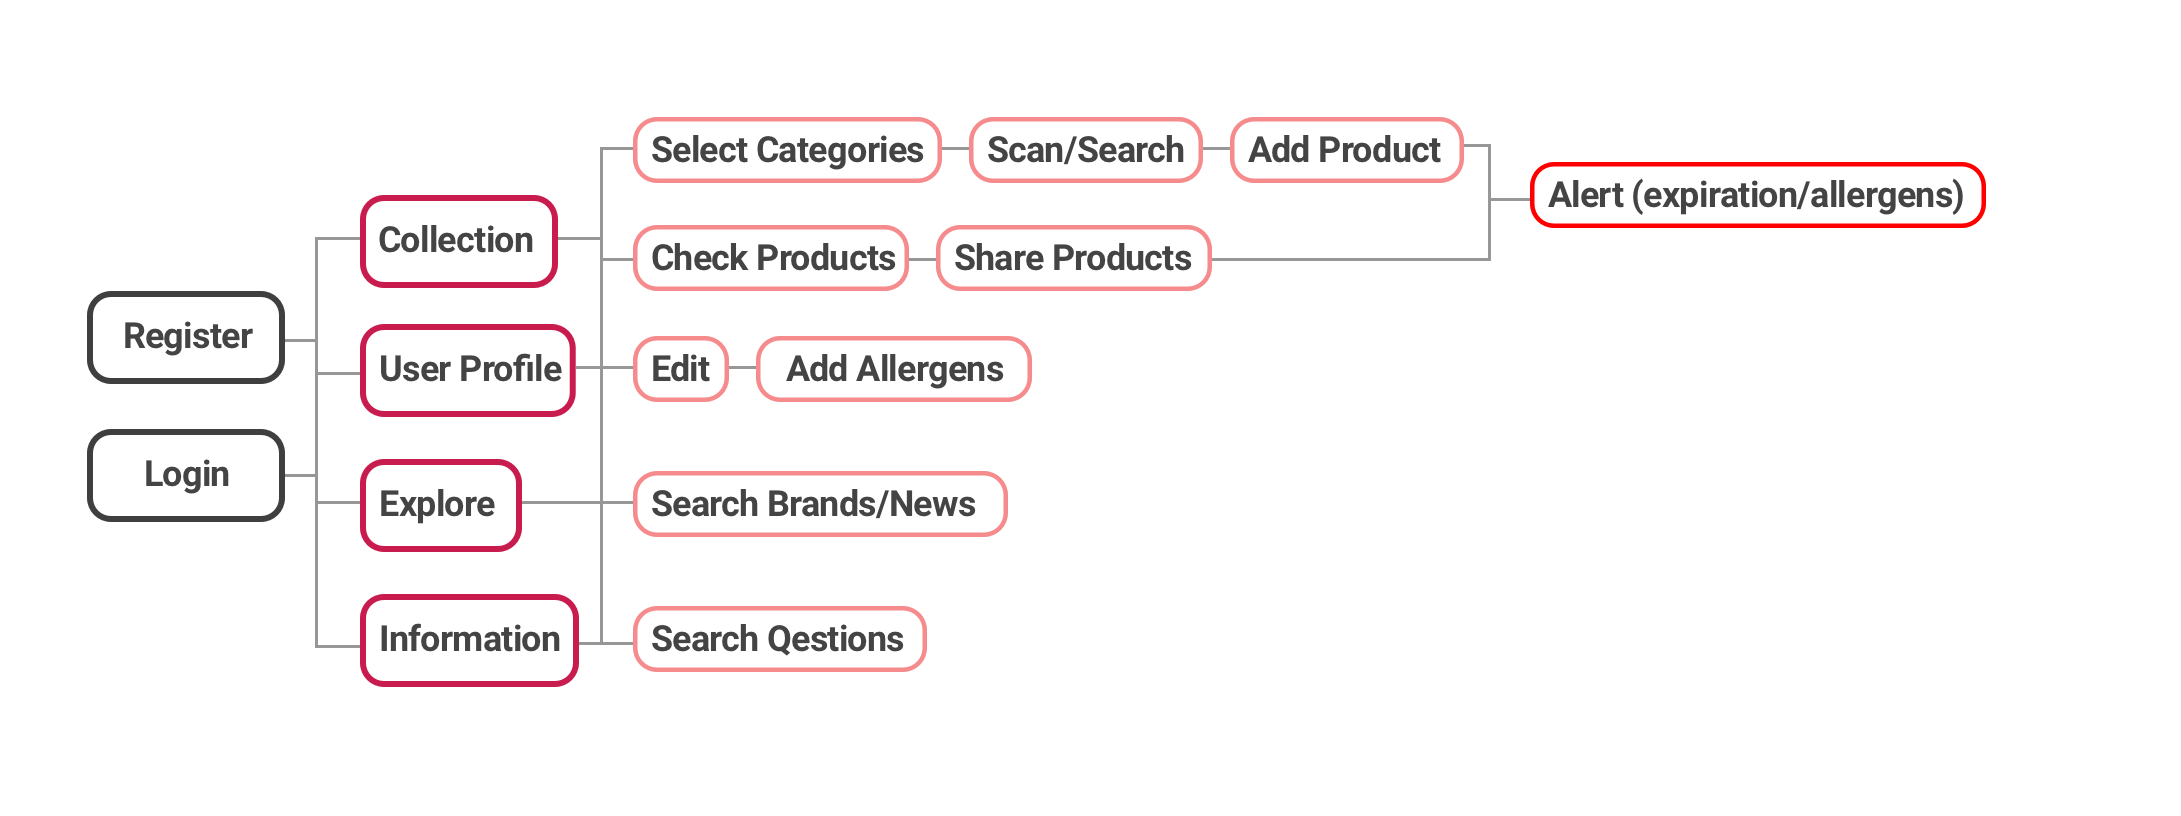 Register
Login
Collection
User Profile
Explore
Information
Select Categories
Scan/Search
Add Product
Check Products
Share Products
Alert (expiration/allergens)
Edit
Add Allergens
Search Brands/News
Search Qestions